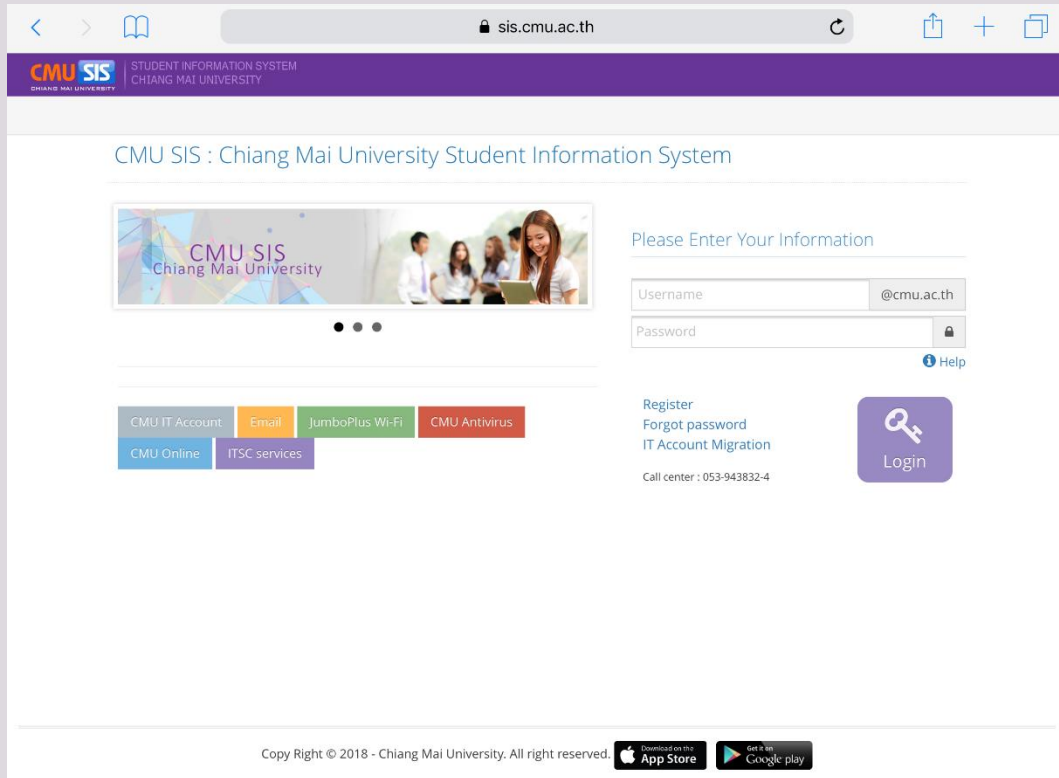 sis.cmu.ac.th
CMU SIS
CHIANG MAI UNIVERSITY
STUDENT INFORMATION SYSTEM
CHIANG MAI UNIVERSITY
CMU SIS : Chiang Mai University Student Information System
CMU SIS
Chiang Mai University
Please Enter Your Information
Username @cmu.ac.th
Password
Help
CMU IT Account Email JumboPlus Wi-Fi CMU Antivirus
CMU Online ITSC services
Register
Forgot password
IT Account Migration
Call center : 053-943832-4
Login
Copy Right © 2018 - Chiang Mai University. All right reserved.
Download on the
App Store
Get it on
Google play